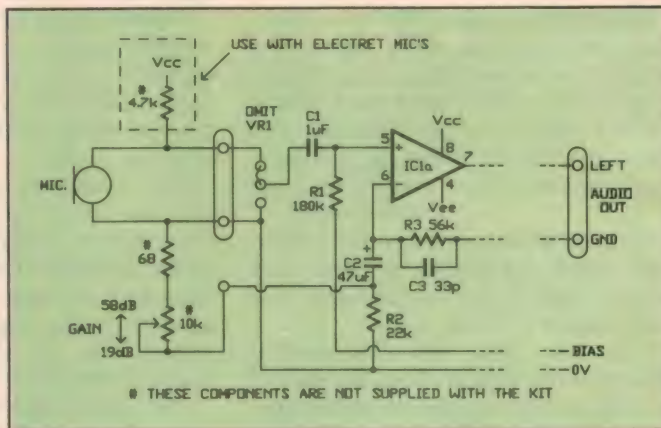 USE WITH ELECTRET MIC'S
Vcc
#
4.7k
OMIT
VR1
C1
1uF
Vcc
5
+
8
7
IC1a
6
-
4
Vee
LEFT
AUDIO
OUT
GND
MIC.
R1
180k
R3 56k
+
C2
47uF
C3 33p
#
68
58dB
GAIN
19dB
#
10k
R2
22k
BIAS
0V
# THESE COMPONENTS ARE NOT SUPPLIED WITH THE KIT